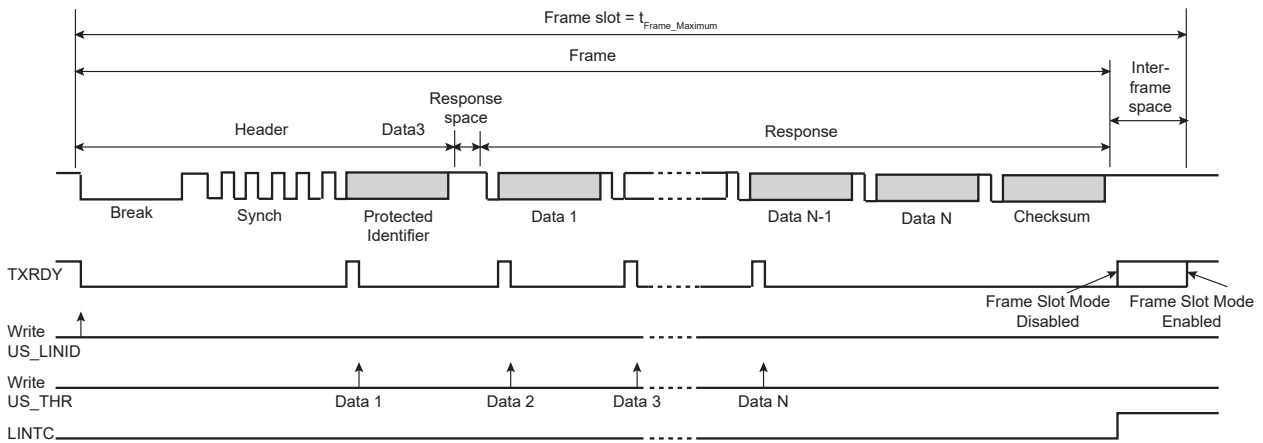 Frame slot = tFrame_Maximum
Frame
Inter-
frame
space
Response
space
Header
Data3
Response
Break
Synch
Protected
Identifier
Data 1
Data N-1
Data N
Checksum
TXRDY
Frame Slot Mode
Disabled
Frame Slot Mode
Enabled
Write
US_LINID
Write
US_THR
Data 1
Data 2
Data 3
Data N
LINTC